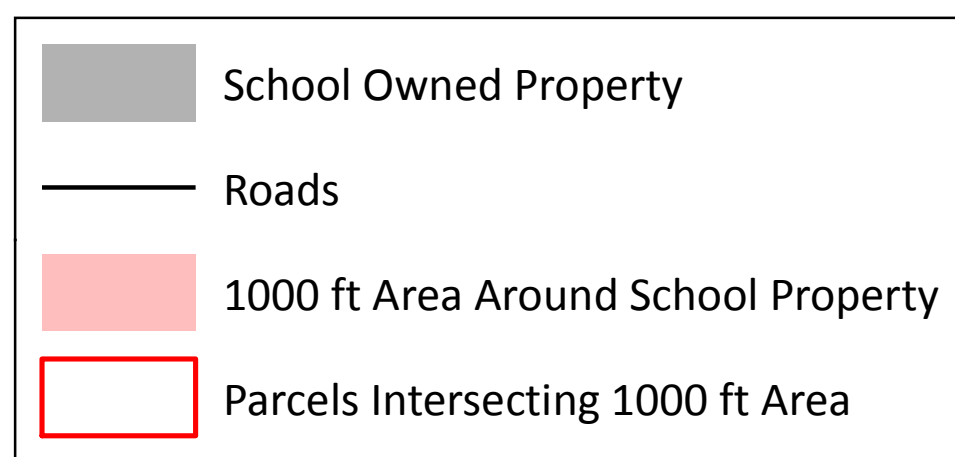 School Owned Property
Roads
1000 ft Area Around School Property
Parcels Intersecting 1000 ft Area